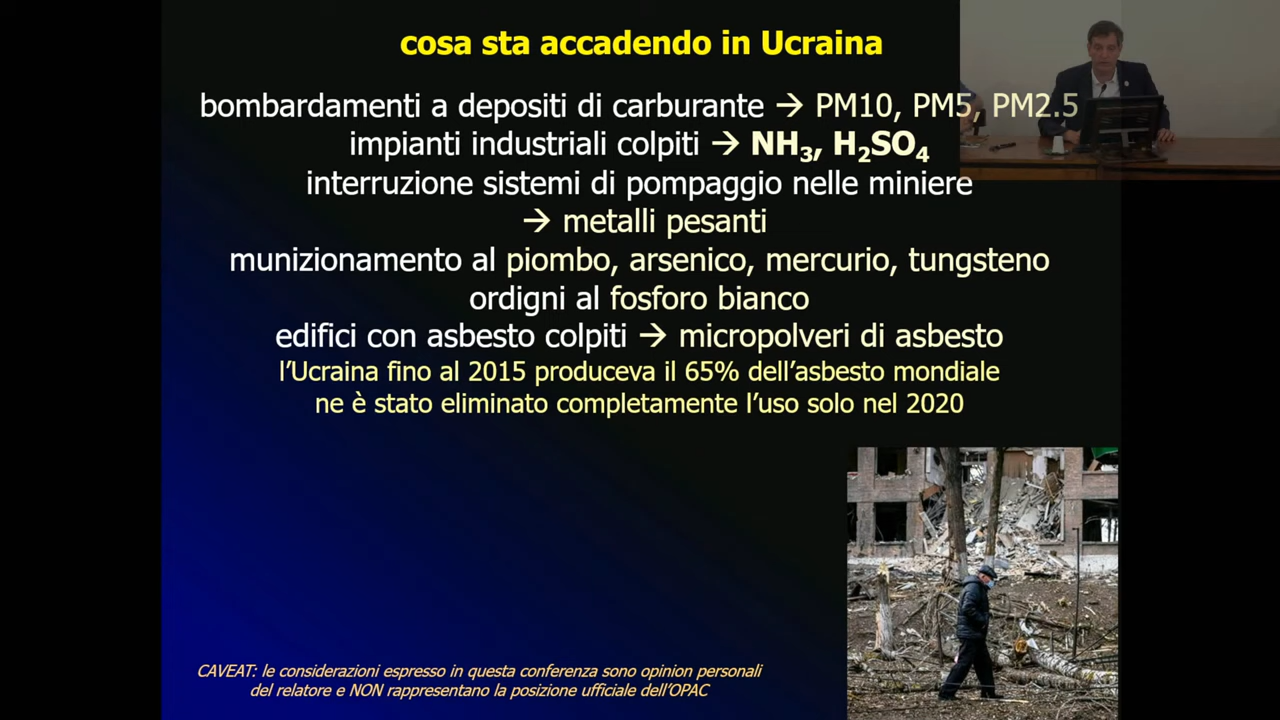 cosa sta accadendo in Ucraina
bombardamenti a depositi di carburante → PM10, PM5, PM2.5
impianti industriali colpiti → NH₃, H₂SO₄
interruzione sistemi di pompaggio nelle miniere
→ metalli pesanti
munizionamento al piombo, arsenico, mercurio, tungsteno
ordigni al fosforo bianco
edifici con asbesto colpiti → micropolveri di asbesto
l’Ucraina fino al 2015 produceva il 65% dell’asbesto mondiale
ne è stato eliminato completamente l’uso solo nel 2020
CAVEAT: le considerazioni espresso in questa conferenza sono opinion personali
del relatore e NON rappresentano la posizione ufficiale dell’OPAC